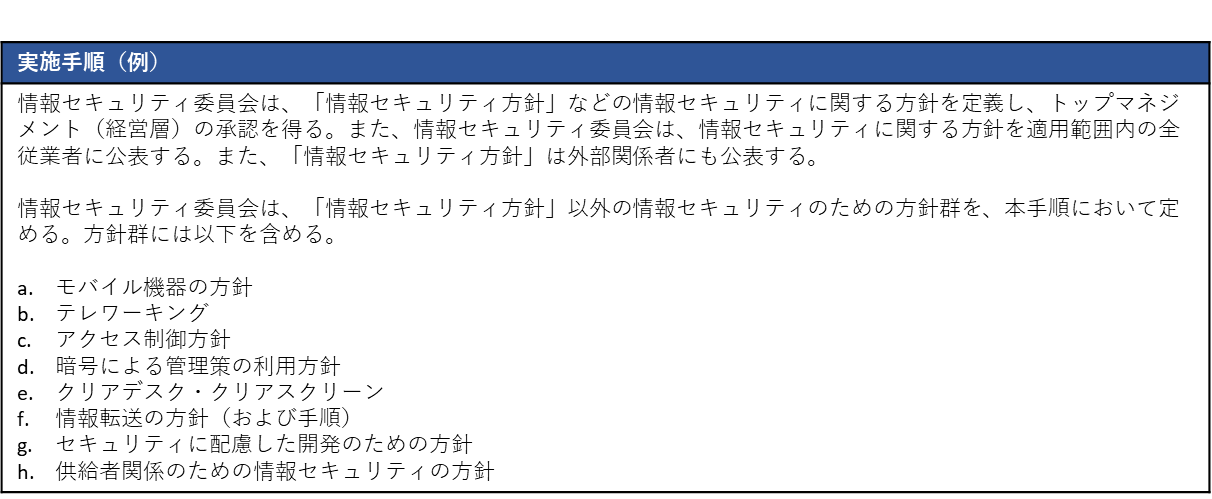 実施手順（例）
情報セキュリティ委員会は、「情報セキュリティ方針」などの情報セキュリティに関する方針を定義し、トップマネジ
メント（経営層）の承認を得る。また、情報セキュリティ委員会は、情報セキュリティに関する方針を適用範囲内の全
従業者に公表する。また、「情報セキュリティ方針」は外部関係者にも公表する。
情報セキュリティ委員会は、「情報セキュリティ方針」以外の情報セキュリティのための方針群を、本手順において定
める。方針群には以下を含める。
a. モバイル機器の方針
b. テレワーキング
c. アクセス制御方針
d. 暗号による管理策の利用方針
e. クリアデスク・クリアスクリーン
f. 情報転送の方針（および手順）
g. セキュリティに配慮した開発のための方針
h. 供給者関係のための情報セキュリティの方針